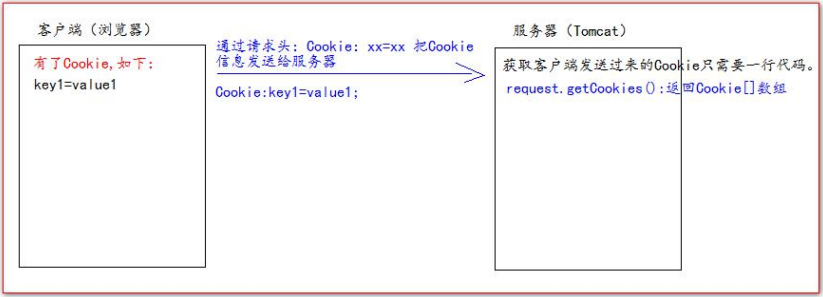 客户端（浏览器）
有了Cookie,如下:
key1=value1
通过请求头: Cookie: xx=xx 把Cookie
信息发送给服务器
Cookie:key1=value1;
服务器（Tomcat）
获取客户端发送过来的Cookie只需要一行代码。
request.getCookies():返回Cookie[]数组